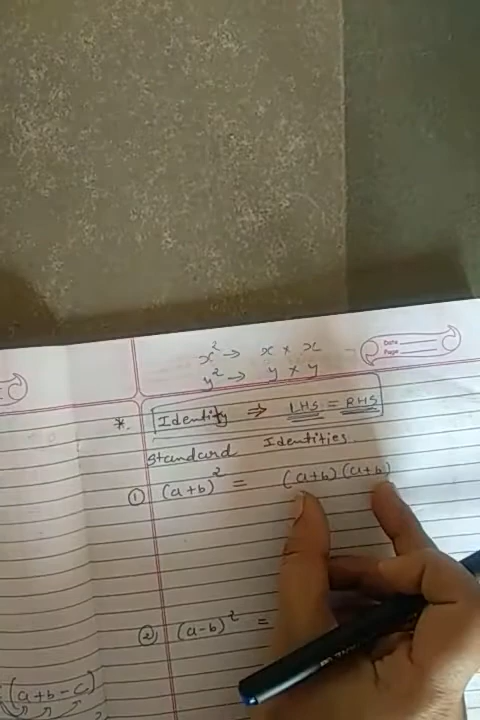 x² → x × x
Date
Page
y² → y × y
*. Identity ⇒ LHS = RHS
Standard Identities.
① (a+b)² = (a+b)(a+b)
② (a-b)² =
(a+b-c)